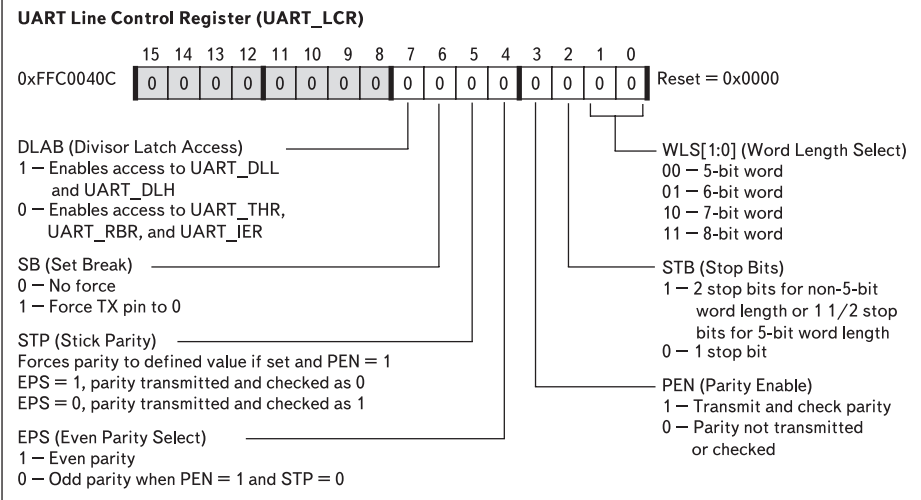 UART Line Control Register (UART_LCR)
15 14 13 12 11 10 9 8 7 6 5 4 3 2 1 0
0xFFC0040C 0 0 0 0 0 0 0 0 0 0 0 0 0 0 0 0 Reset = 0x0000
DLAB (Divisor Latch Access)
1 — Enables access to UART_DLL
and UART_DLH
0 — Enables access to UART_THR,
UART_RBR, and UART_IER
SB (Set Break)
0 — No force
1 — Force TX pin to 0
STP (Stick Parity)
Forces parity to defined value if set and PEN = 1
EPS = 1, parity transmitted and checked as 0
EPS = 0, parity transmitted and checked as 1
EPS (Even Parity Select)
1 — Even parity
0 — Odd parity when PEN = 1 and STP = 0
WLS[1:0] (Word Length Select)
00 — 5-bit word
01 — 6-bit word
10 — 7-bit word
11 — 8-bit word
STB (Stop Bits)
1 — 2 stop bits for non-5-bit
word length or 1 1/2 stop
bits for 5-bit word length
0 — 1 stop bit
PEN (Parity Enable)
1 — Transmit and check parity
0 — Parity not transmitted
or checked